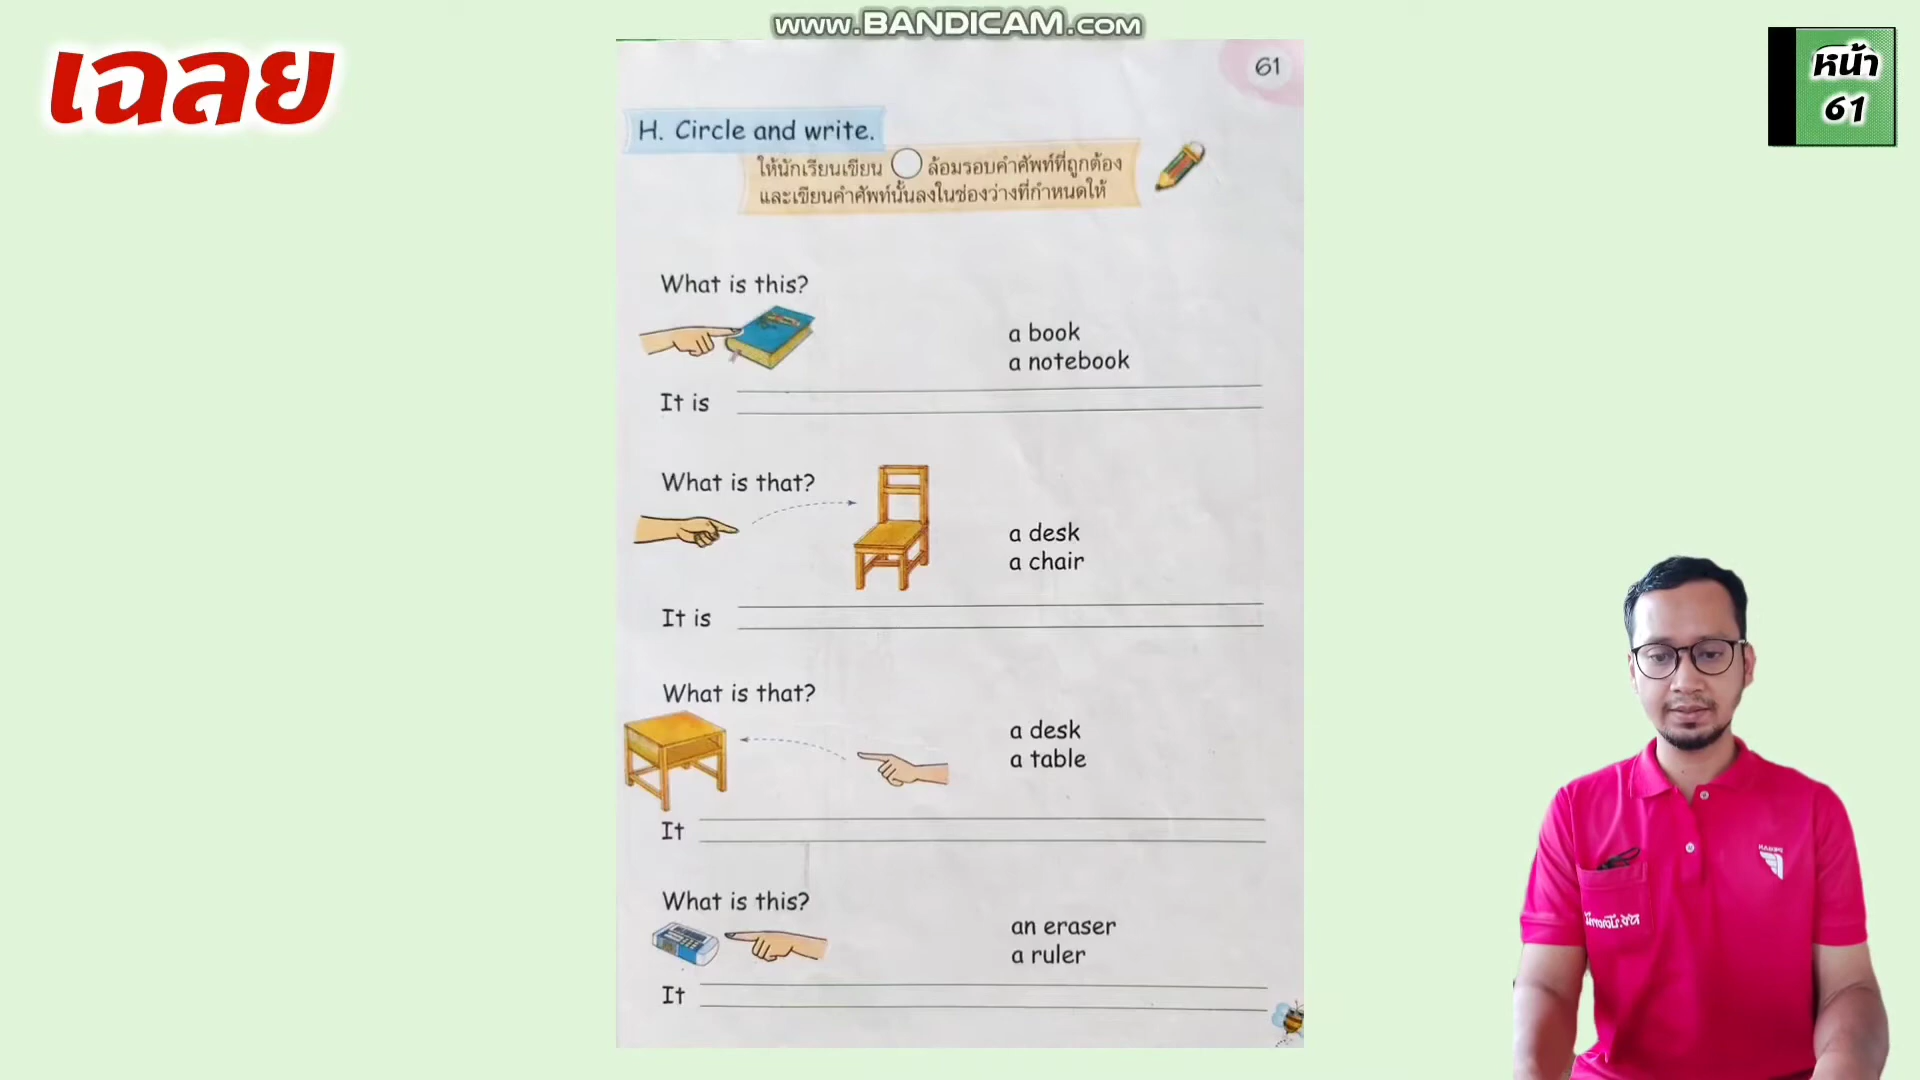 www.BANDICAM.com
เฉลย
หน้า
61
61
H. Circle and write.
ให้นักเรียนเขียน ล้อมรอบคำศัพท์ที่ถูกต้อง
และเขียนคำศัพท์นั้นลงในช่องว่างที่กำหนดให้
What is this?
a book
a notebook
It is
What is that?
a desk
a chair
It is
What is that?
a desk
a table
It
What is this?
an eraser
a ruler
It